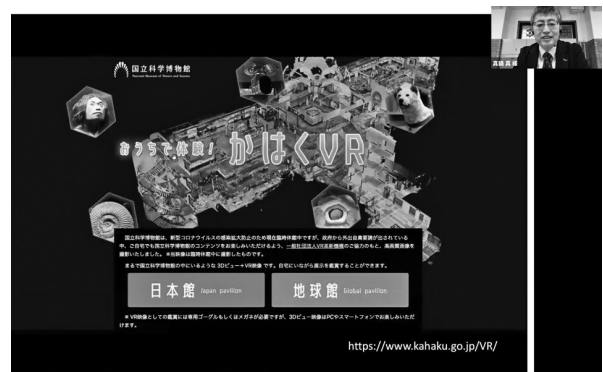 国立科学博物館
National Museum of Nature and Science
おうちで体験!
かはくVR
国立科学博物館は、新型コロナウイルスの感染拡大防止のため現在臨時休館中ですが、政府から外出自粛要請が出されている
中、ご自宅でも国立科学博物館のコンテンツをお楽しみいただけるよう、一般社団法人VR革新機構のご協力のもと、高画質画像を
撮影いたしました。※当映像は臨時休館中に撮影したものです。
まるで国立科学博物館の中にいるような 3Dビュー+VR映像 です。自宅にいながら展示を鑑賞することができます。
日本館 Japan pavilion
地球館 Global pavilion
※ VR映像としての鑑賞には専用ゴーグルもしくはメガネが必要ですが、3Dビュー映像はPCやスマートフォンでお楽しみいただ
けます。
https://www.kahaku.go.jp/VR/